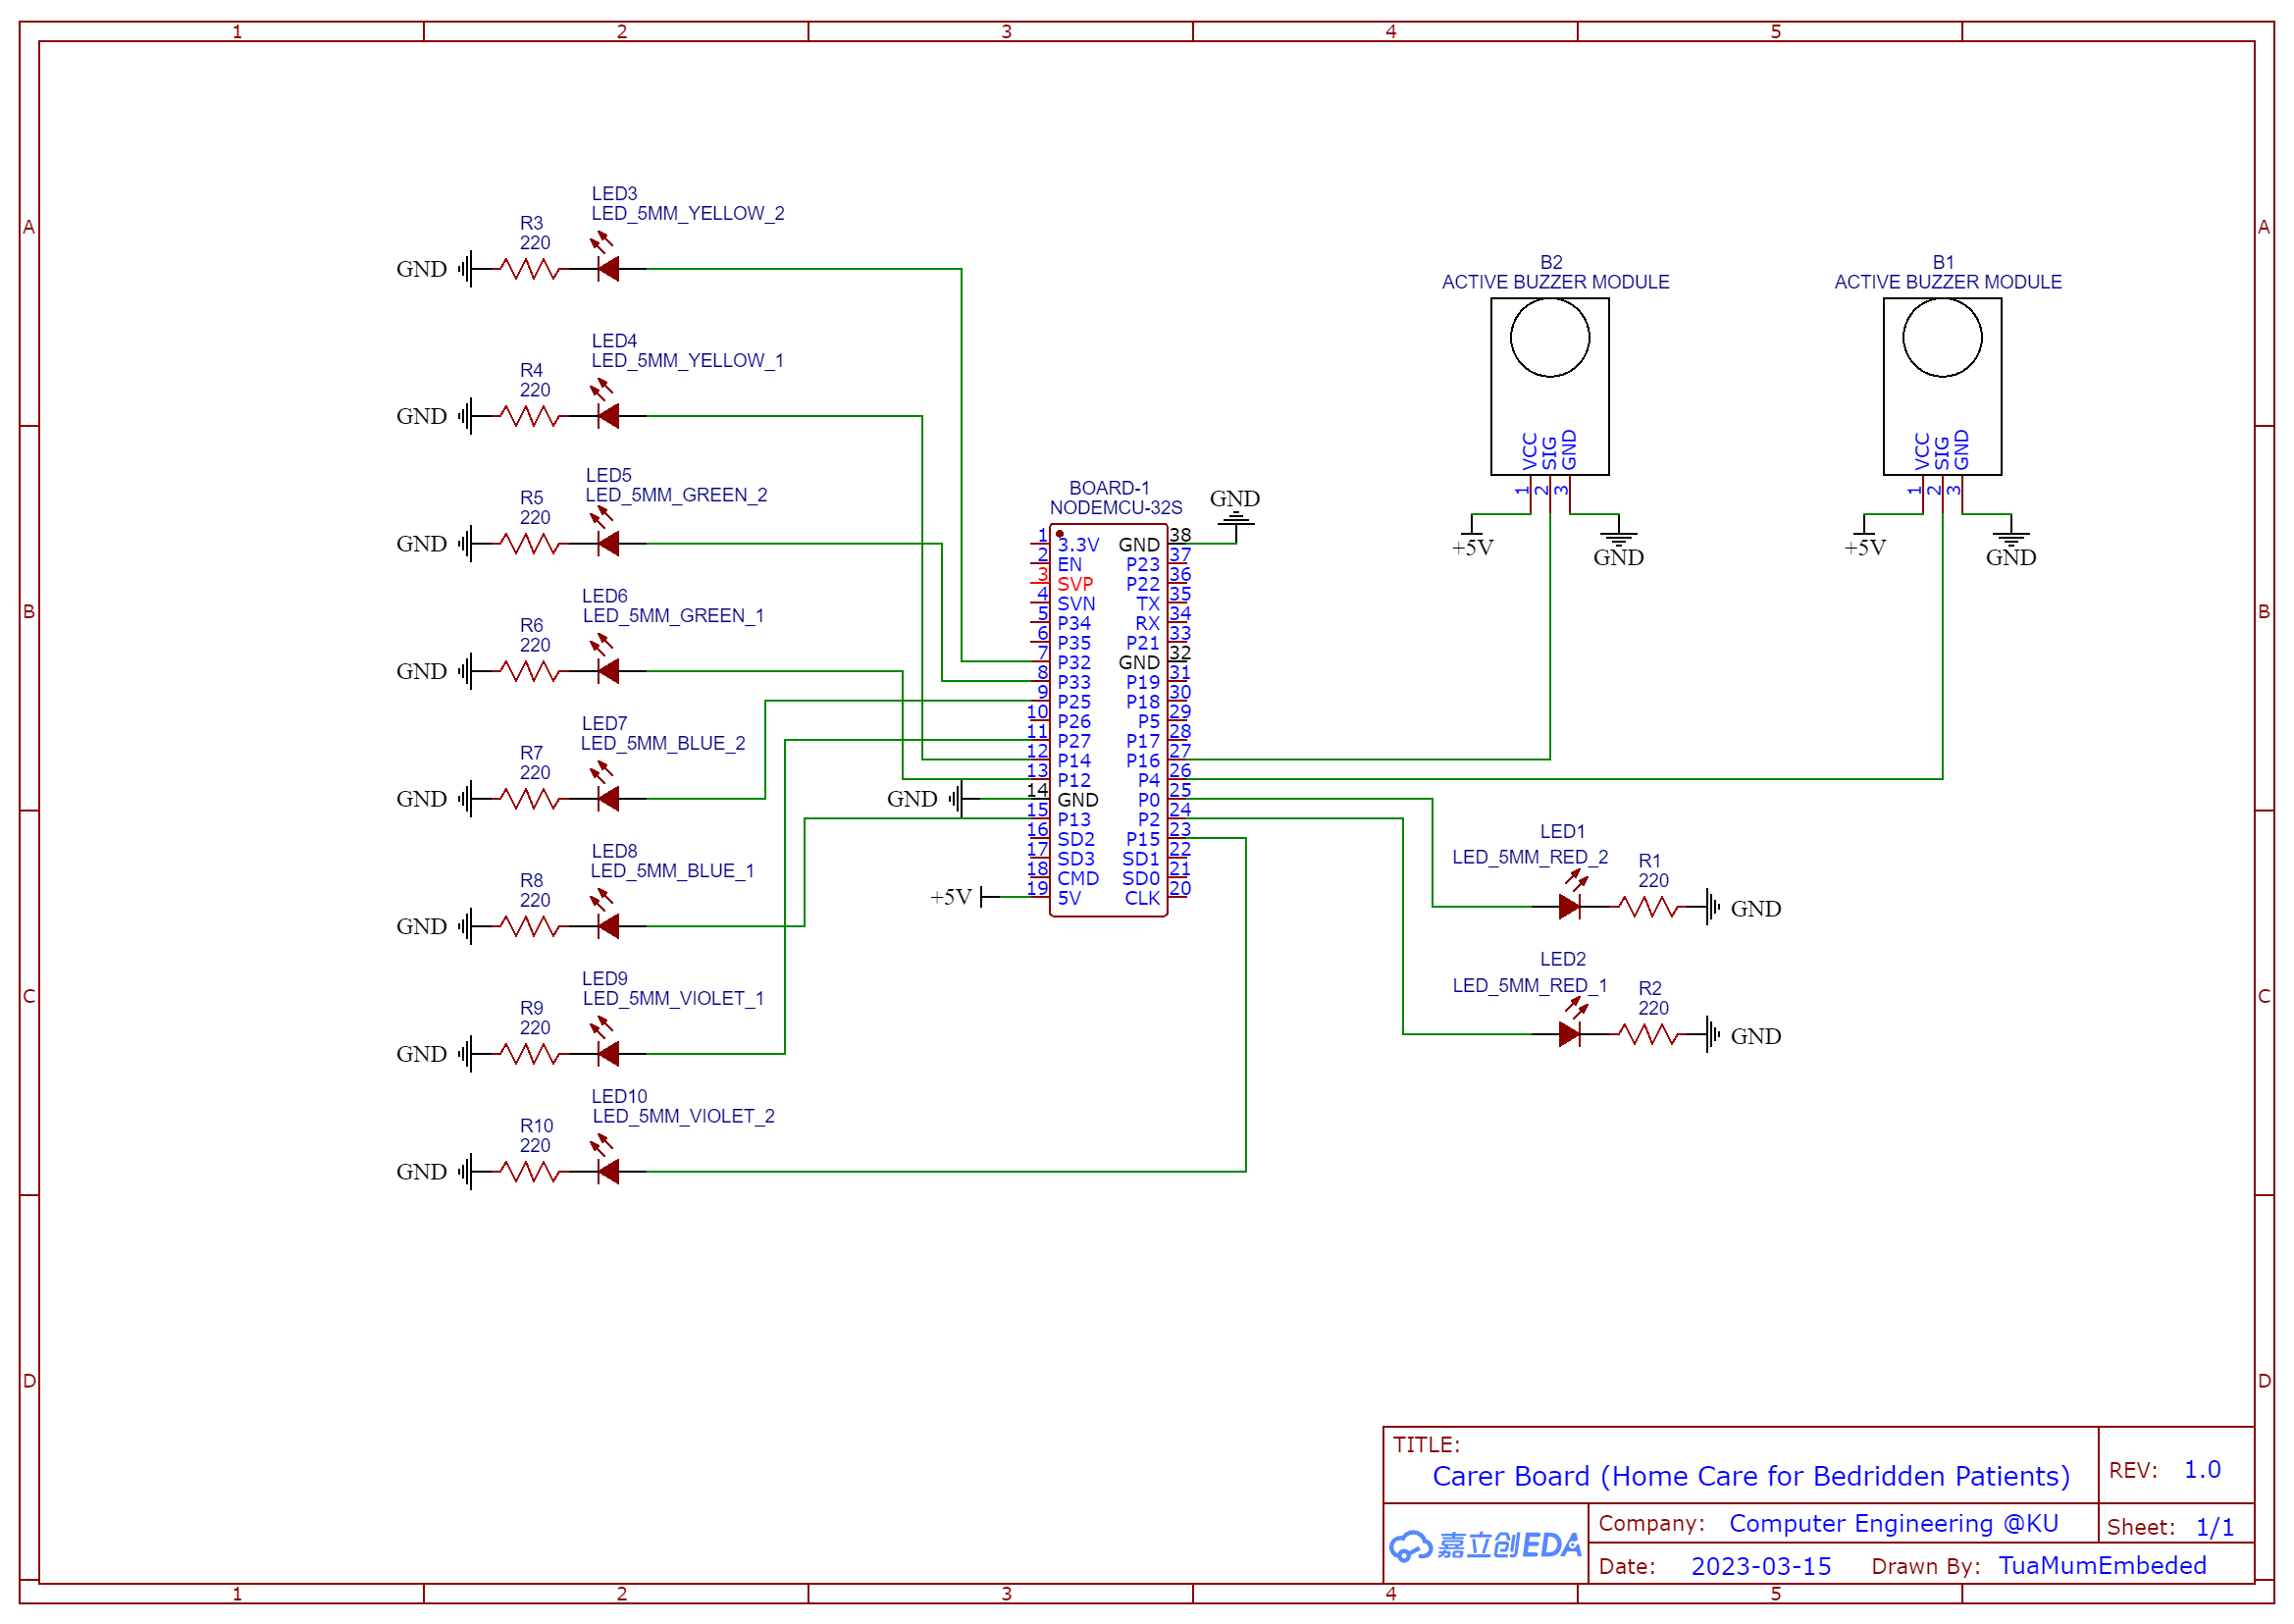 1 2 3 4 5
A A
B B
C C
D D
1 2 3 4 5
LED3
LED_5MM_YELLOW_2
R3
220
GND
LED4
LED_5MM_YELLOW_1
R4
220
GND
LED5
LED_5MM_GREEN_2
R5
220
GND
LED6
LED_5MM_GREEN_1
R6
220
GND
LED7
LED_5MM_BLUE_2
R7
220
GND
LED8
LED_5MM_BLUE_1
R8
220
GND
LED9
LED_5MM_VIOLET_1
R9
220
GND
LED10
LED_5MM_VIOLET_2
R10
220
GND
BOARD-1
NODEMCU-32S
GND
1 3.3V GND 38
2 EN P23 37
3 SVP P22 36
4 SVN TX 35
5 P34 RX 34
6 P35 P21 33
7 P32 GND 32
8 P33 P19 31
9 P25 P18 30
10 P26 P5 29
11 P27 P17 28
12 P14 P16 27
13 P12 P4 26
GND 14 GND P0 25
15 P13 P2 24
16 SD2 P15 23
17 SD3 SD1 22
18 CMD SD0 21
+5V 19 5V CLK 20
B2
ACTIVE BUZZER MODULE
VCC SIG GND
1 2 3
+5V GND
B1
ACTIVE BUZZER MODULE
VCC SIG GND
1 2 3
+5V GND
LED1
LED_5MM_RED_2
R1
220
GND
LED2
LED_5MM_RED_1
R2
220
GND
TITLE:
Carer Board (Home Care for Bedridden Patients)
REV: 1.0
嘉立创EDA
Company: Computer Engineering @KU
Sheet: 1/1
Date: 2023-03-15 Drawn By: TuaMumEmbeded